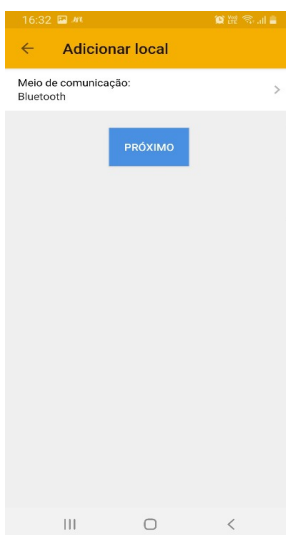 16:32
Adicionar local
Meio de comunicação:
Bluetooth
PRÓXIMO